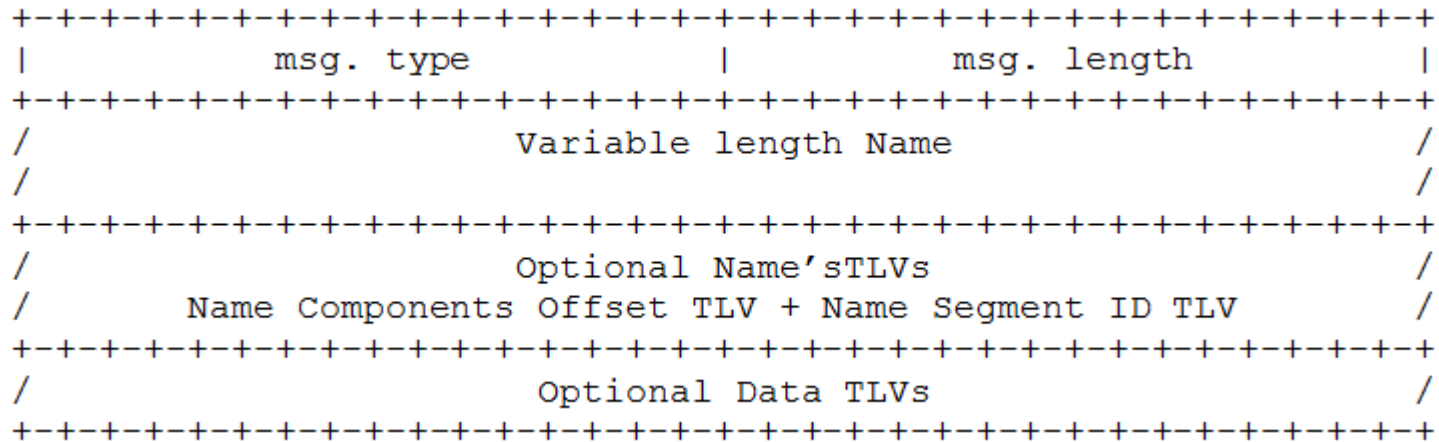 +-+-+-+-+-+-+-+-+-+-+-+-+-+-+-+-+-+-+-+-+-+-+-+-+-+-+-+-+-+-+-+-+
|           msg. type           |          msg. length          |
+-+-+-+-+-+-+-+-+-+-+-+-+-+-+-+-+-+-+-+-+-+-+-+-+-+-+-+-+-+-+-+-+
/                      Variable length Name                     /
/                                                               /
+-+-+-+-+-+-+-+-+-+-+-+-+-+-+-+-+-+-+-+-+-+-+-+-+-+-+-+-+-+-+-+-+
/                      Optional Name’sTLVs                      /
/       Name Components Offset TLV + Name Segment ID TLV        /
+-+-+-+-+-+-+-+-+-+-+-+-+-+-+-+-+-+-+-+-+-+-+-+-+-+-+-+-+-+-+-+-+
/                       Optional Data TLVs                      /
+-+-+-+-+-+-+-+-+-+-+-+-+-+-+-+-+-+-+-+-+-+-+-+-+-+-+-+-+-+-+-+-+